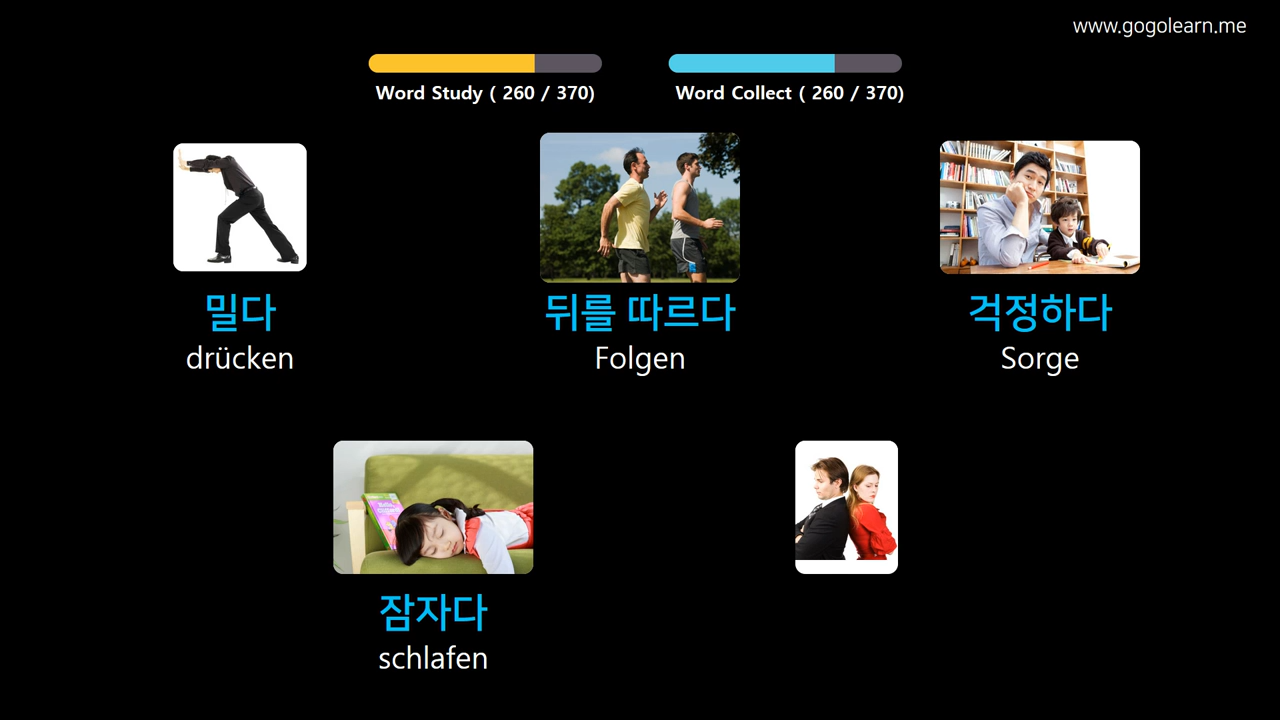 www.gogolearn.me
Word Study ( 260 / 370)
Word Collect ( 260 / 370)
밀다
drücken
뒤를 따르다
Folgen
걱정하다
Sorge
잠자다
schlafen